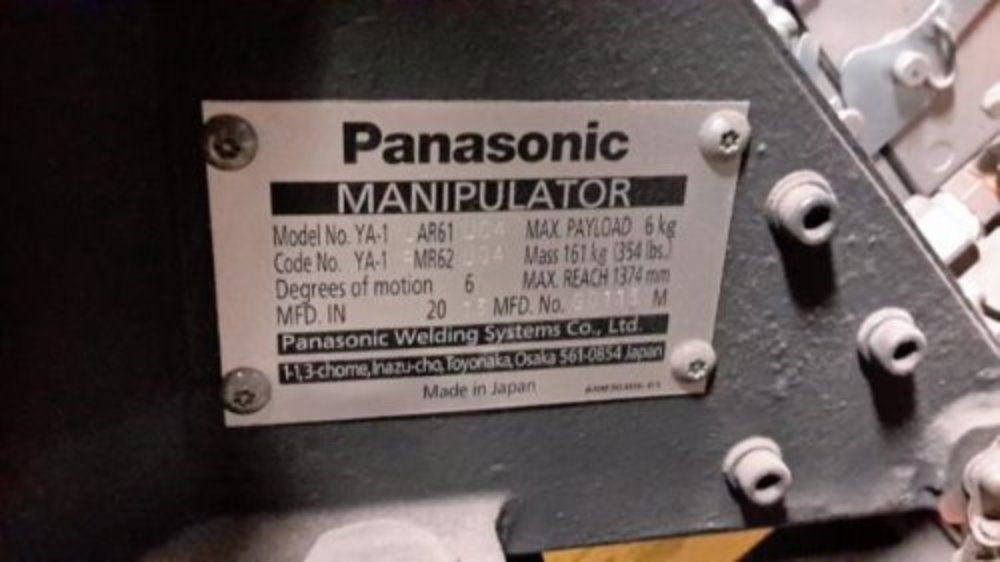 Panasonic
MANIPULATOR
Model No. YA-1 AR61 MAX. PAYLOAD 6 kg
Code No. YA-1 MR62 Mass 161 kg (354 lbs.)
Degrees of motion 6 MAX. REACH 1374 mm
MFD. IN 20 MFD. No. M
Panasonic Welding Systems Co., Ltd.
1-1, 3-chome, Inazu-cho, Toyonaka, Osaka 561-0854 Japan
Made in Japan